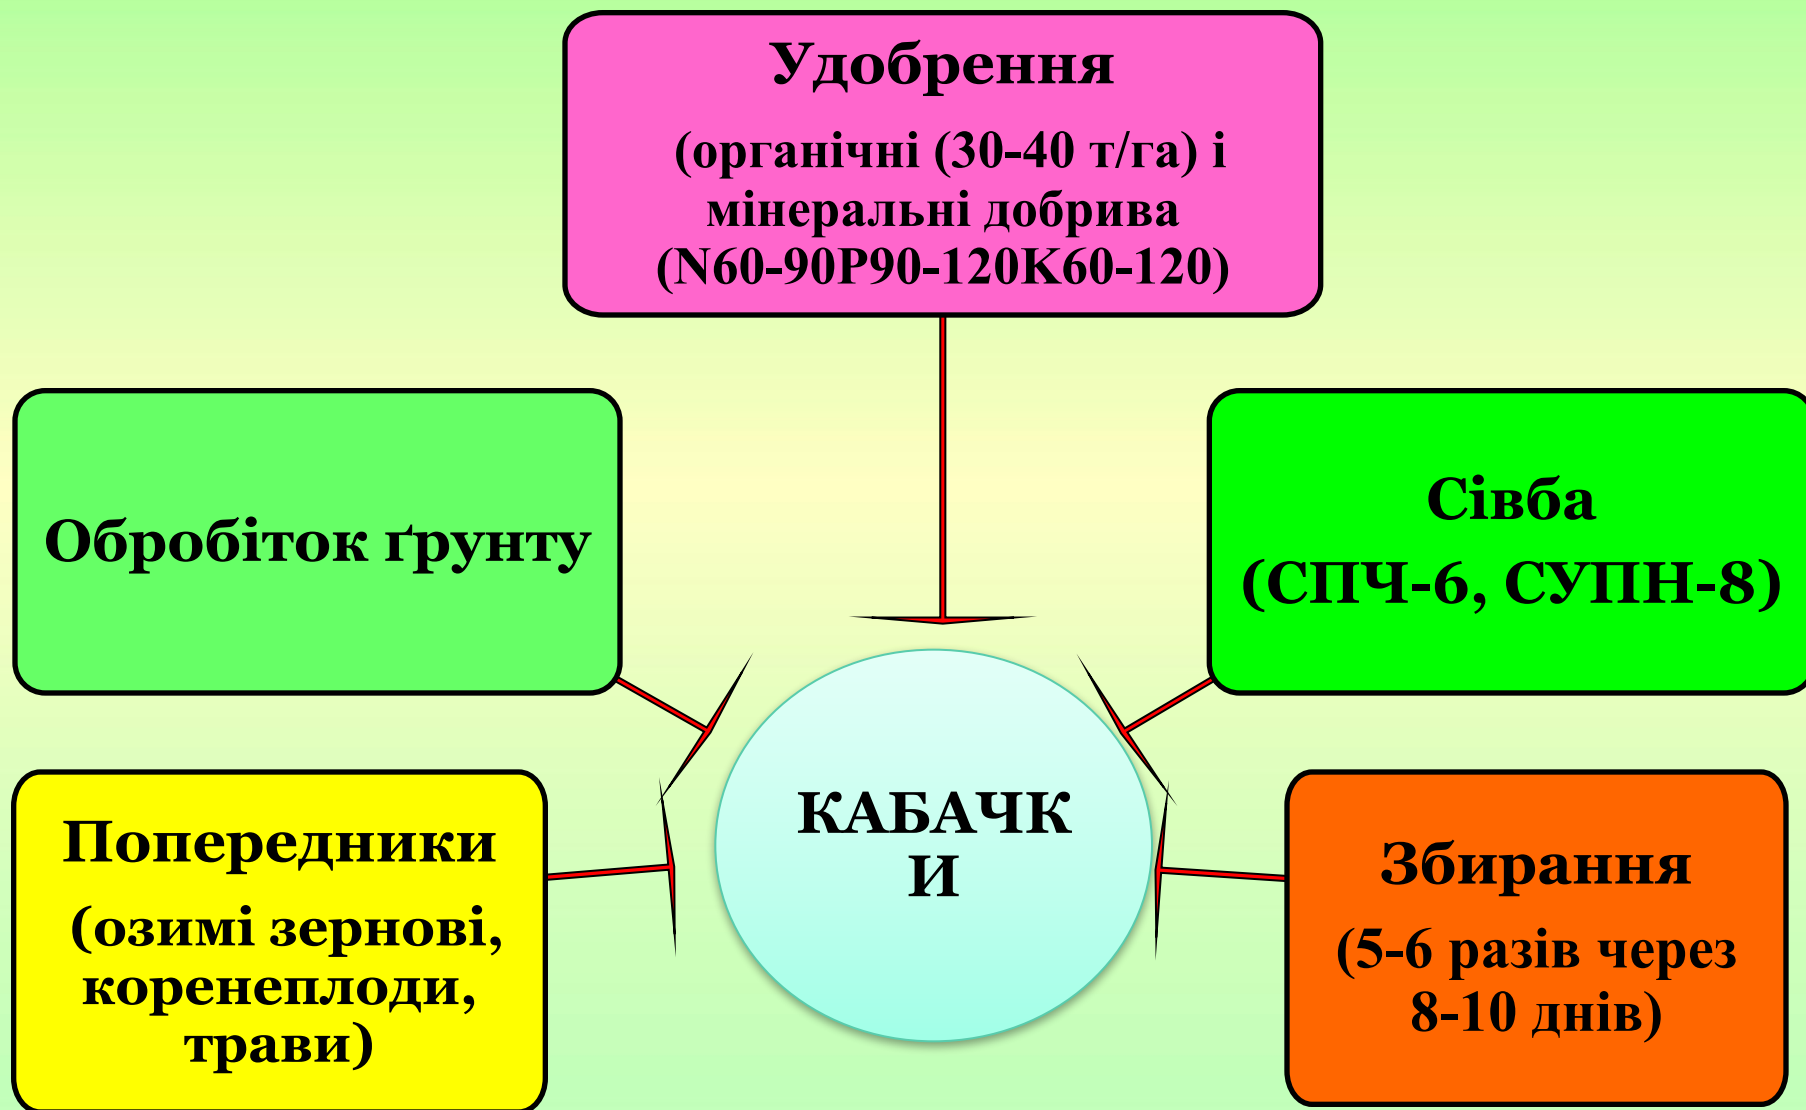 Удобрення
(органічні (30-40 т/га) і
мінеральні добрива
(N60-90P90-120K60-120)
Обробіток ґрунту
Сівба
(СПЧ-6, СУПН-8)
Попередники
(озимі зернові,
коренеплоди,
трави)
КАБАЧК
И
Збирання
(5-6 разів через
8-10 днів)